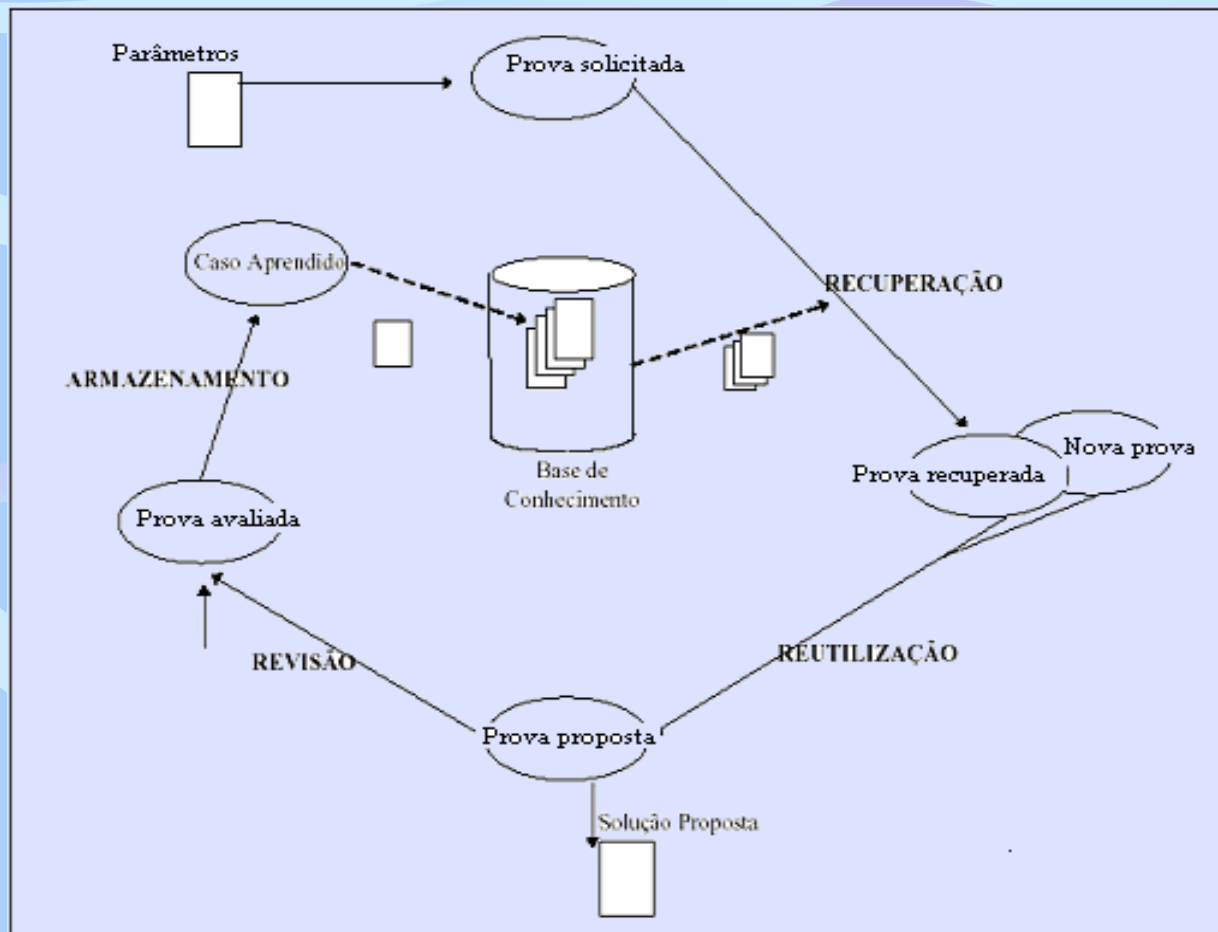 Parâmetros
Prova solicitada
Caso Aprendido
RECUPERAÇÃO
ARMAZENAMENTO
Nova prova
Base de
Conhecimento
Prova recuperada
Prova avaliada
REVISÃO
REUTILIZAÇÃO
Prova proposta
Solução Proposta